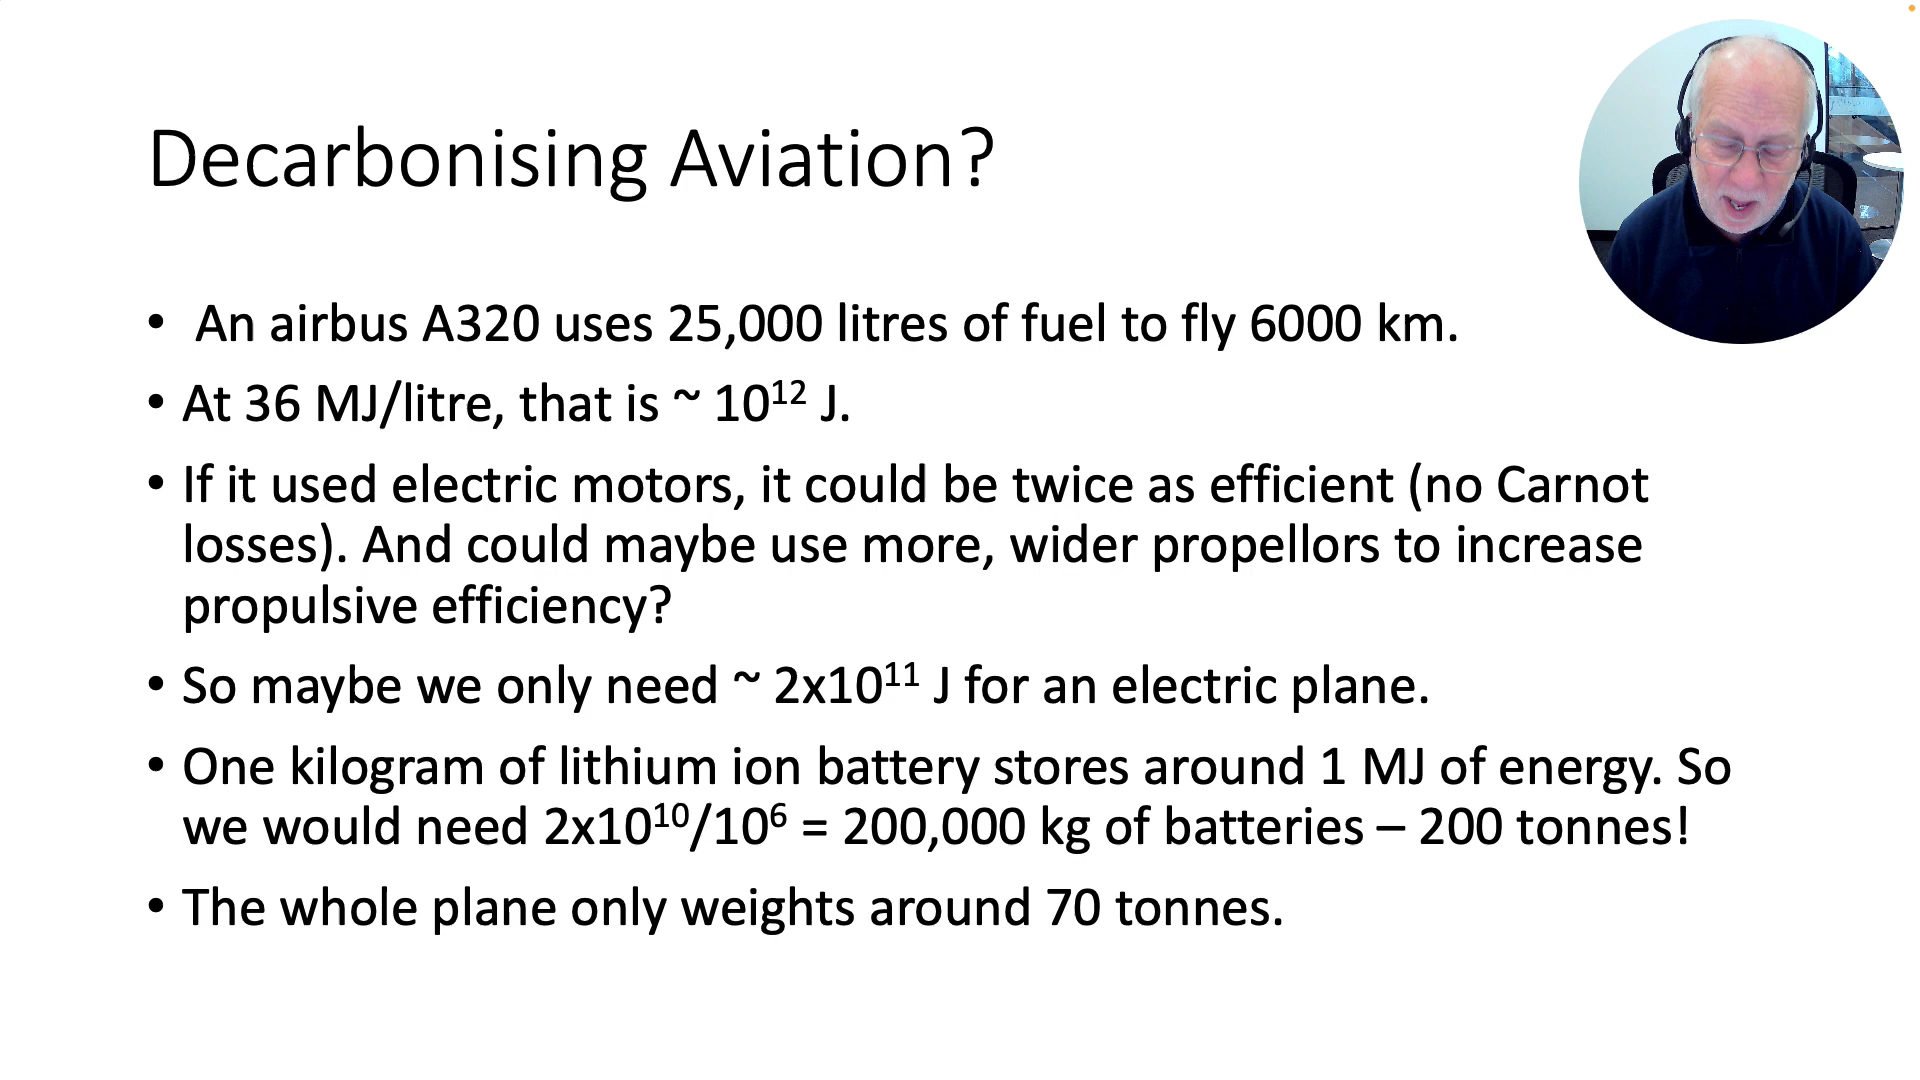 Decarbonising Aviation?
• An airbus A320 uses 25,000 litres of fuel to fly 6000 km.
• At 36 MJ/litre, that is ~ 10¹² J.
• If it used electric motors, it could be twice as efficient (no Carnot
losses). And could maybe use more, wider propellors to increase
propulsive efficiency?
• So maybe we only need ~ 2x10¹¹ J for an electric plane.
• One kilogram of lithium ion battery stores around 1 MJ of energy. So
we would need 2x10¹⁰/10⁶ = 200,000 kg of batteries – 200 tonnes!
• The whole plane only weights around 70 tonnes.